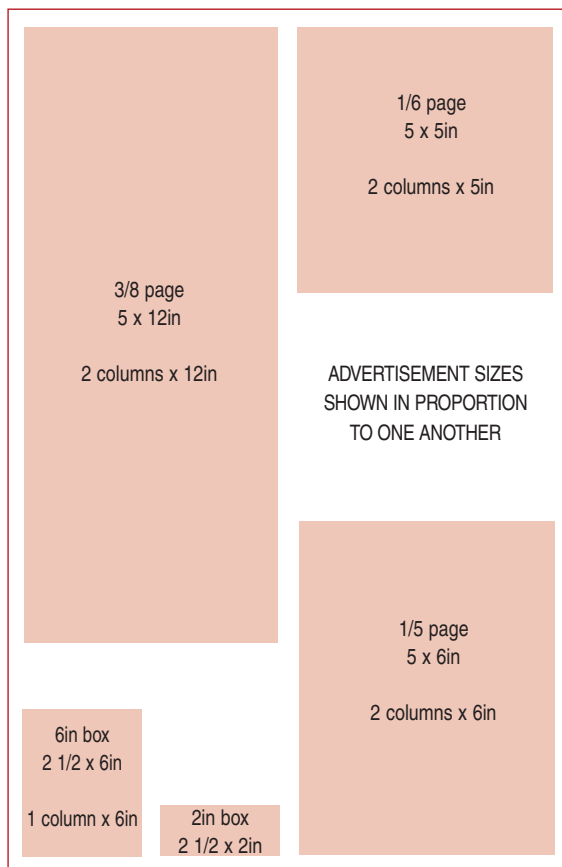 3/8 page
5 x 12in
2 columns x 12in
1/6 page
5 x 5in
2 columns x 5in
ADVERTISEMENT SIZES
SHOWN IN PROPORTION
TO ONE ANOTHER
1/5 page
5 x 6in
2 columns x 6in
6in box
2 1/2 x 6in
1 column x 6in
2in box
2 1/2 x 2in